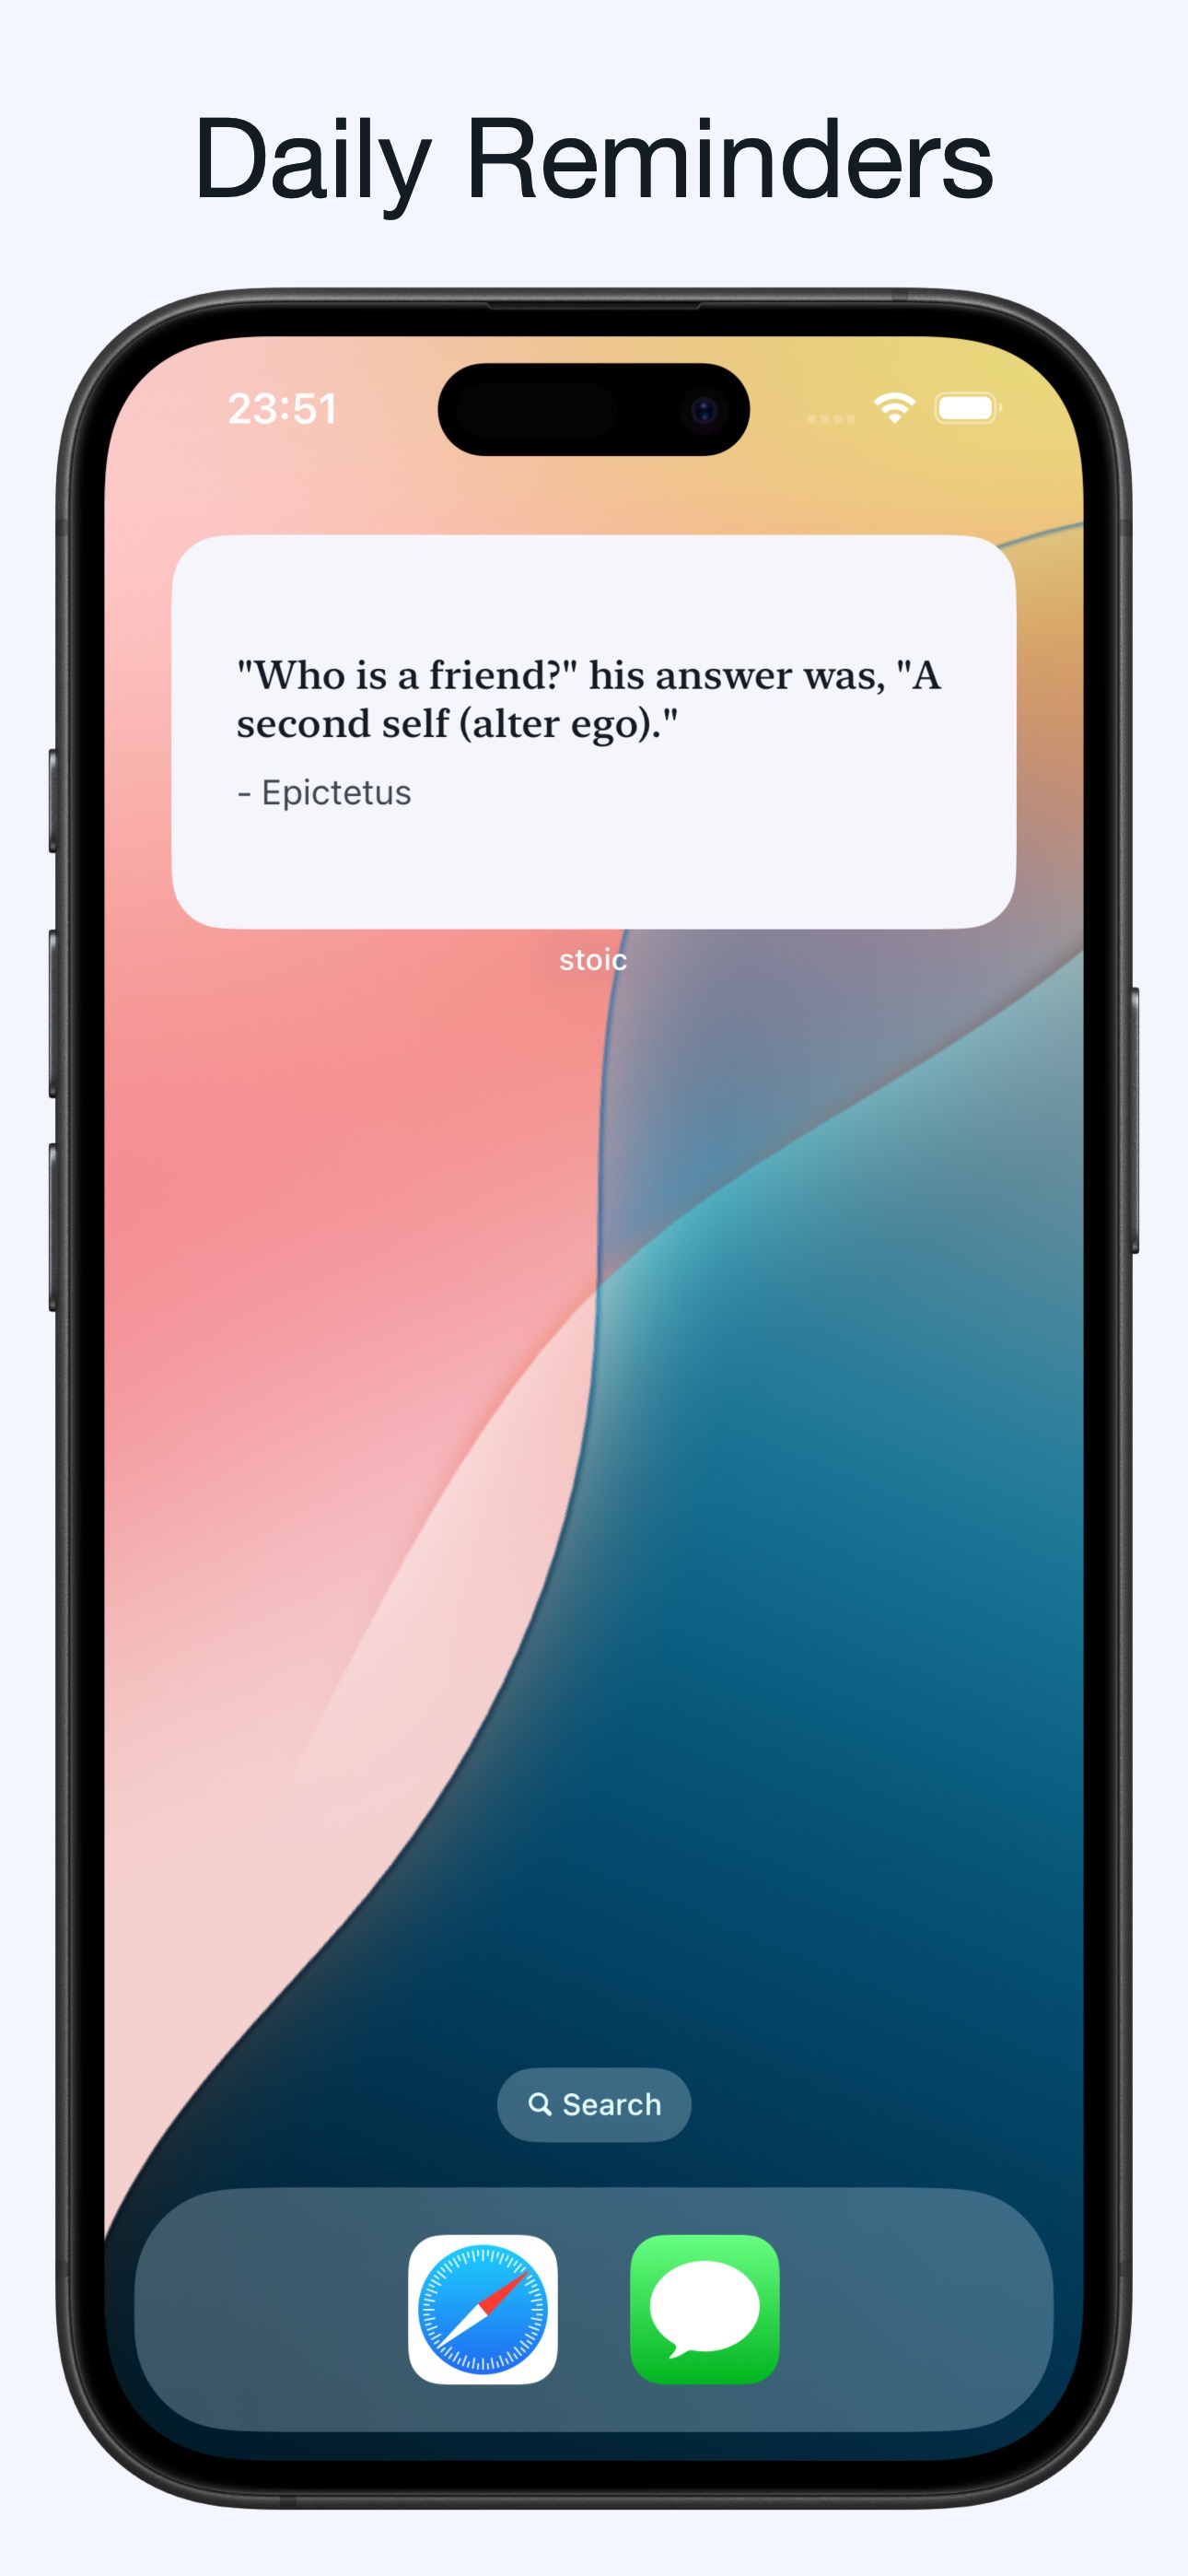 Daily Reminders
23:51
"Who is a friend?" his answer was, "A
second self (alter ego)."
- Epictetus
stoic
Search